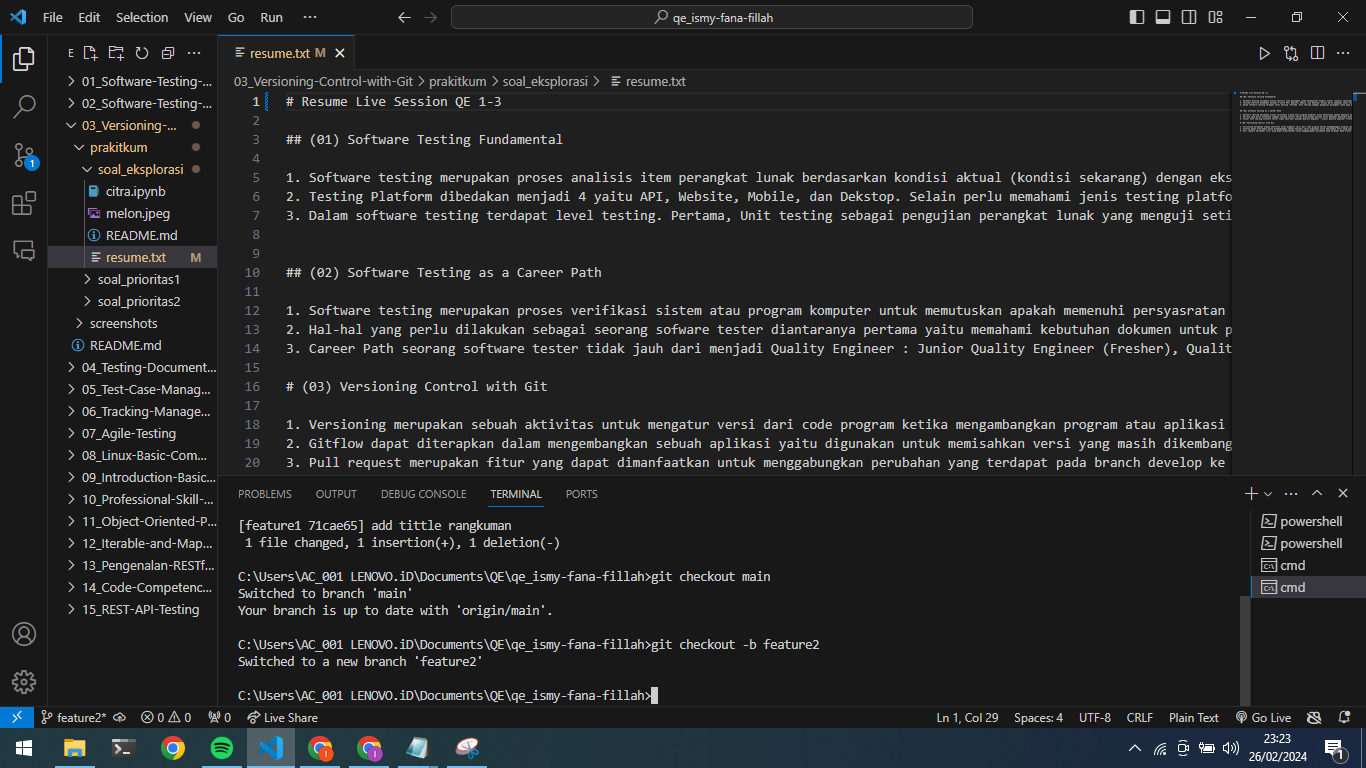 File Edit Selection View Go Run ···
qe_ismy-fana-fillah
E
resume.txt M
01_Software-Testing-...
02_Software-Testing-...
03_Versioning-...
prakitkum
soal_eksplorasi
citra.ipynb
melon.jpeg
README.md
resume.txt M
soal_prioritas1
soal_prioritas2
screenshots
README.md
04_Testing-Document...
05_Test-Case-Manag...
06_Tracking-Manage...
07_Agile-Testing
08_Linux-Basic-Com...
09_Introduction-Basic...
10_Professional-Skill-...
11_Object-Oriented-P...
12_Iterable-and-Map...
13_Pengenalan-RESTf...
14_Code-Competenc...
15_REST-API-Testing
1
03_Versioning-Control-with-Git > prakitkum > soal_eksplorasi > resume.txt
1 # Resume Live Session QE 1-3
2
3 ## (01) Software Testing Fundamental
4
5 1. Software testing merupakan proses analisis item perangkat lunak berdasarkan kondisi aktual (kondisi sekarang) dengan eks
6 2. Testing Platform dibedakan menjadi 4 yaitu API, Website, Mobile, dan Dekstop. Selain perlu memahami jenis testing platfo
7 3. Dalam software testing terdapat level testing. Pertama, Unit testing sebagai pengujian perangkat lunak yang menguji seti
8
9
10 ## (02) Software Testing as a Career Path
11
12 1. Software testing merupakan proses verifikasi sistem atau program komputer untuk memutuskan apakah memenuhi persyasratan
13 2. Hal-hal yang perlu dilakukan sebagai seorang sofware tester diantaranya pertama yaitu memahami kebutuhan dokumen untuk p
14 3. Career Path seorang software tester tidak jauh dari menjadi Quality Engineer : Junior Quality Engineer (Fresher), Qualit
15
16 # (03) Versioning Control with Git
17
18 1. Versioning merupakan sebuah aktivitas untuk mengatur versi dari code program ketika mengambangkan program atau aplikasi
19 2. Gitflow dapat diterapkan dalam mengembangkan sebuah aplikasi yaitu digunakan untuk memisahkan versi yang masih dikembang
20 3. Pull request merupakan fitur yang dapat dimanfaatkan untuk menggabungkan perubahan yang terdapat pada branch develop ke
PROBLEMS OUTPUT DEBUG CONSOLE TERMINAL PORTS
[feature1 71cae65] add tittle rangkuman
1 file changed, 1 insertion(+), 1 deletion(-)
C:\Users\AC_001 LENOVO.iD\Documents\QE\qe_ismy-fana-fillah>git checkout main
Switched to branch 'main'
Your branch is up to date with 'origin/main'.
C:\Users\AC_001 LENOVO.iD\Documents\QE\qe_ismy-fana-fillah>git checkout -b feature2
Switched to a new branch 'feature2'
C:\Users\AC_001 LENOVO.iD\Documents\QE\qe_ismy-fana-fillah>
powershell
powershell
cmd
cmd
feature2* 0 0 0 Live Share
Ln 1, Col 29 Spaces: 4 UTF-8 CRLF Plain Text Go Live
23:23
26/02/2024
1